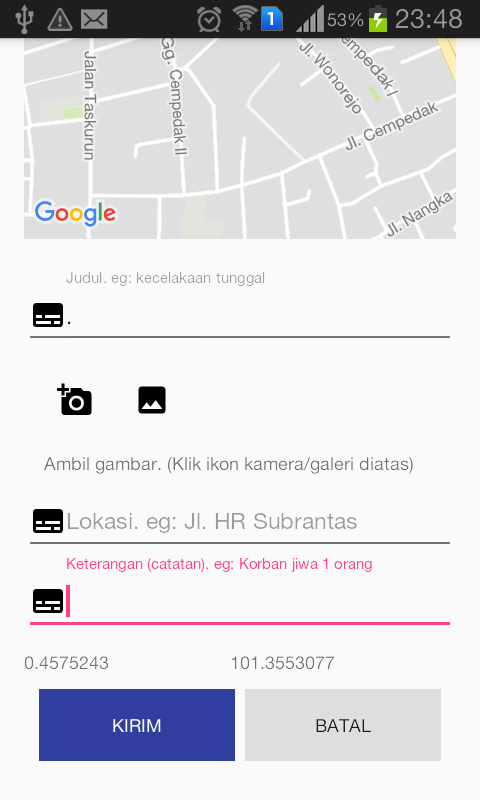 1 53% 23:48
Jalan Taskurun
Gg. Cempedak II
Jl. Wonorejo
empedak I
Jl. Cempedak
Jl. Nangka
Google
Judul. eg: kecelakaan tunggal
.
Ambil gambar. (Klik ikon kamera/galeri diatas)
Lokasi. eg: Jl. HR Subrantas
Keterangan (catatan). eg: Korban jiwa 1 orang
0.4575243 101.3553077
KIRIM BATAL